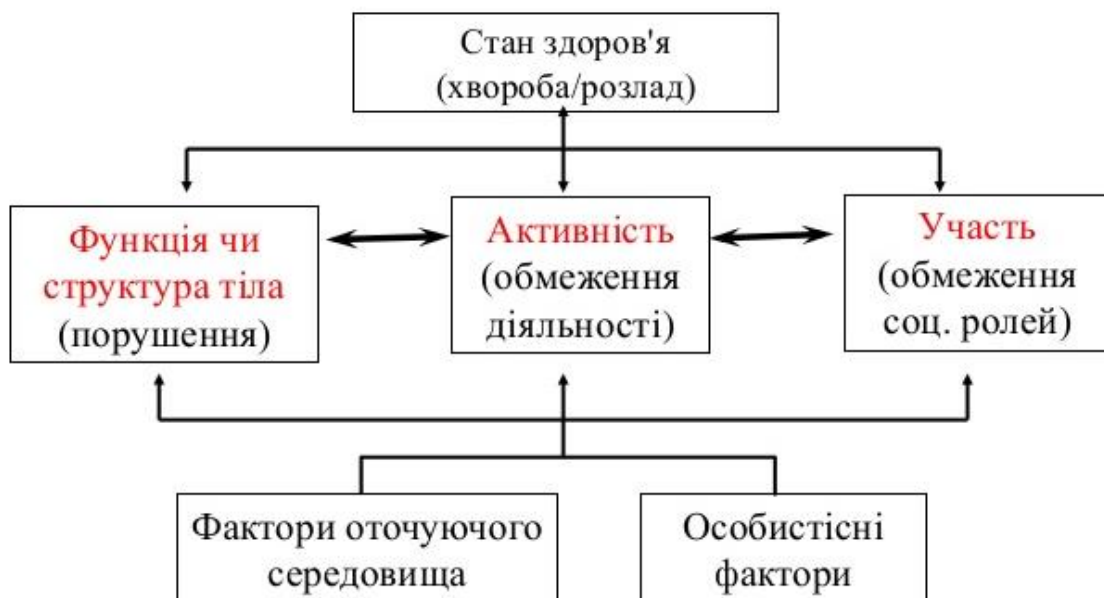 Стан здоров'я
(хвороба/розлад)
Функція чи
структура тіла
(порушення)
Активність
(обмеження
діяльності)
Участь
(обмеження
соц. ролей)
Фактори оточуючого
середовища
Особистісні
фактори